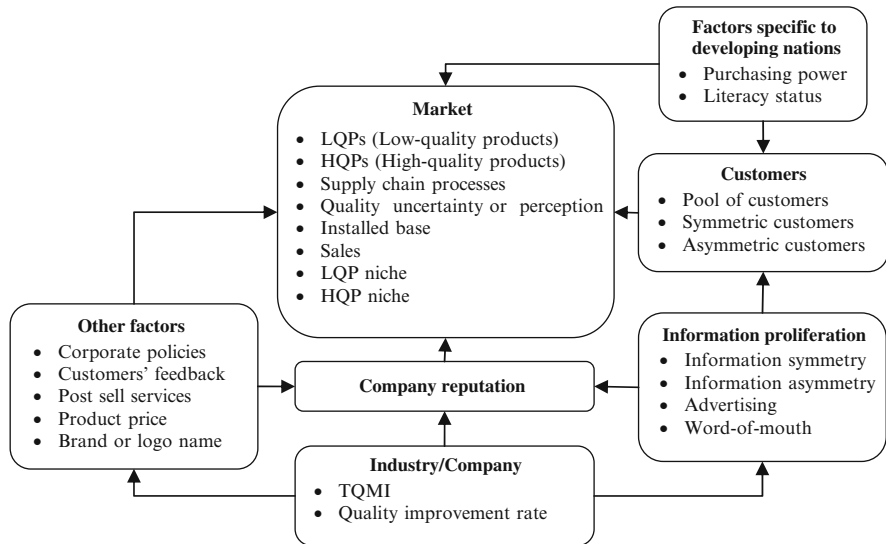 Factors specific to
developing nations
• Purchasing power
• Literacy status
Market
• LQPs (Low-quality products)
• HQPs (High-quality products)
• Supply chain processes
• Quality uncertainty or perception
• Installed base
• Sales
• LQP niche
• HQP niche
Customers
• Pool of customers
• Symmetric customers
• Asymmetric customers
Other factors
• Corporate policies
• Customers’ feedback
• Post sell services
• Product price
• Brand or logo name
Company reputation
Information proliferation
• Information symmetry
• Information asymmetry
• Advertising
• Word-of-mouth
Industry/Company
• TQMI
• Quality improvement rate